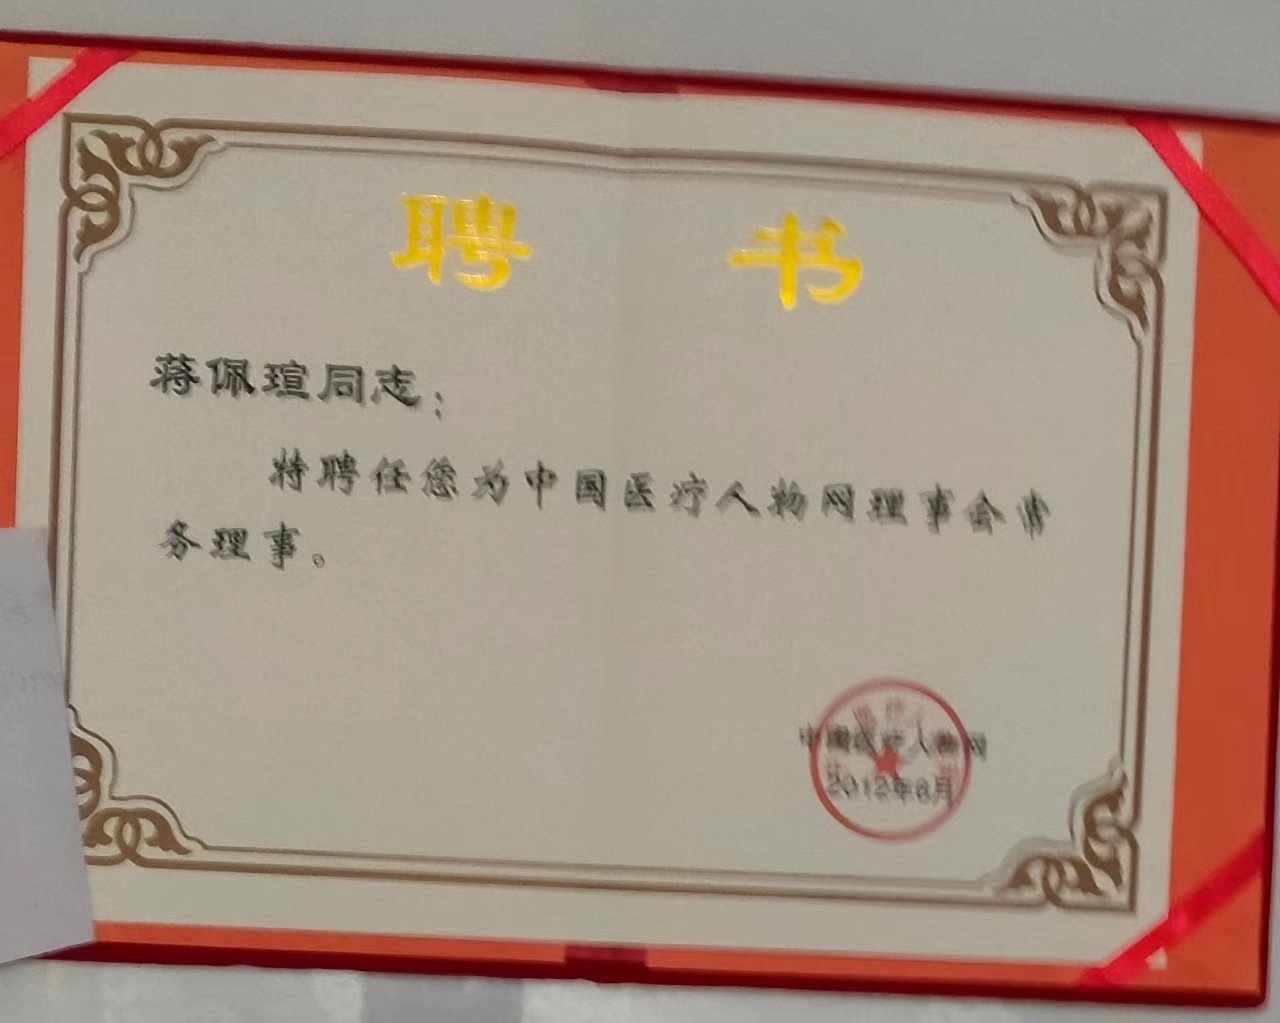 聘 书
蒋佩瑄同志：
特聘任您为中国医疗人物网理事会常
务理事。
中国医疗人物网
2012年8月